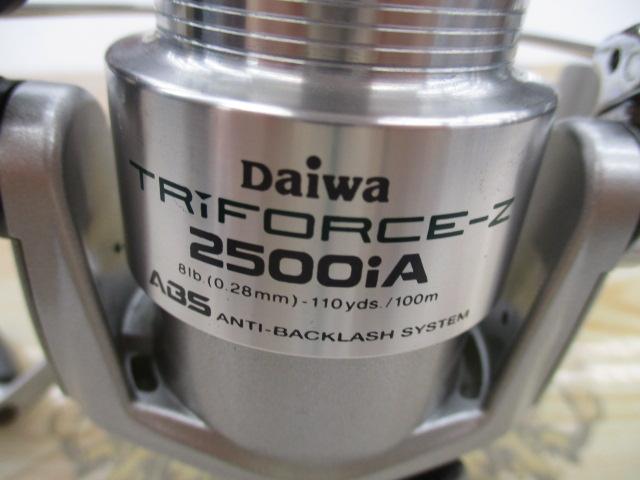 Daiwa
TRiFORCE-Z
2500iA
8lb.(0.28mm)-110yds./100m
ABS ANTI-BACKLASH SYSTEM